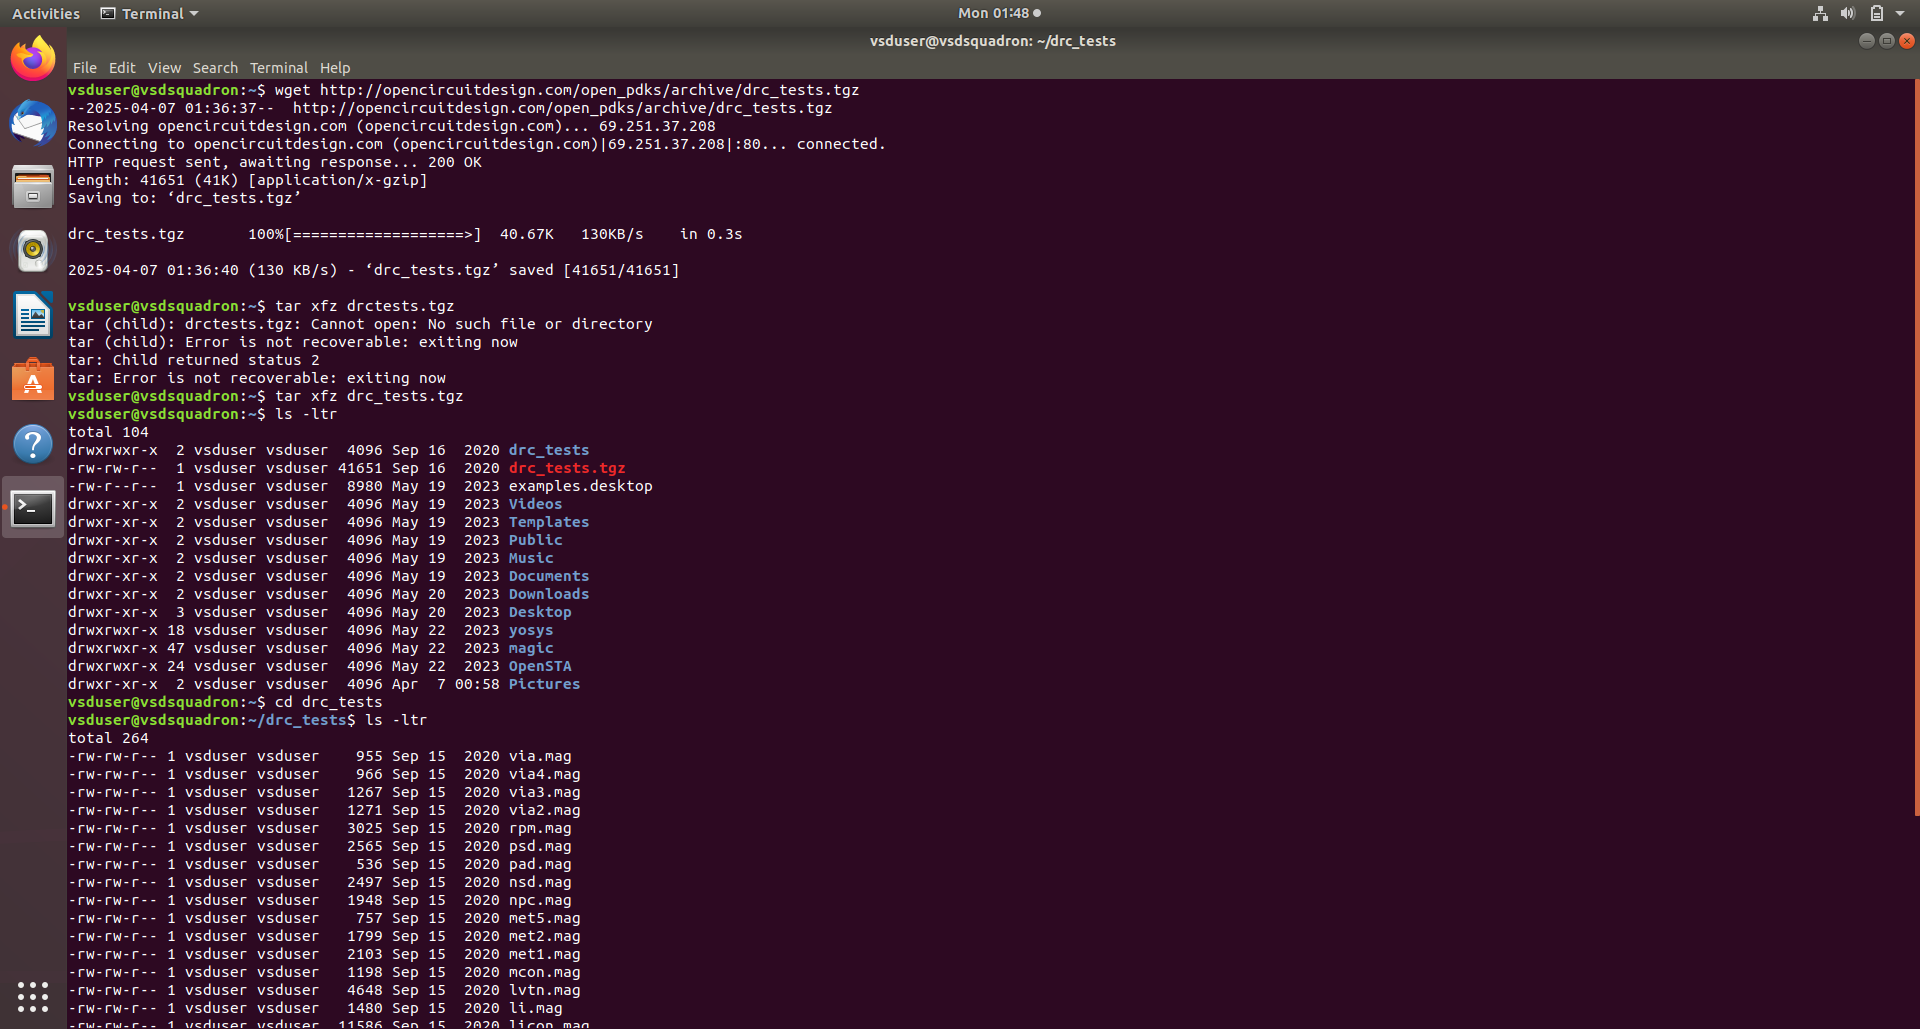 Activities Terminal Mon 01:48
vsduser@vsdsquadron: ~/drc_tests
File Edit View Search Terminal Help
vsduser@vsdsquadron:~$ wget http://opencircuitdesign.com/open_pdks/archive/drc_tests.tgz
--2025-04-07 01:36:37--  http://opencircuitdesign.com/open_pdks/archive/drc_tests.tgz
Resolving opencircuitdesign.com (opencircuitdesign.com)... 69.251.37.208
Connecting to opencircuitdesign.com (opencircuitdesign.com)|69.251.37.208|:80... connected.
HTTP request sent, awaiting response... 200 OK
Length: 41651 (41K) [application/x-gzip]
Saving to: ‘drc_tests.tgz’
drc_tests.tgz       100%[===================>]  40.67K   130KB/s    in 0.3s
2025-04-07 01:36:40 (130 KB/s) - ‘drc_tests.tgz’ saved [41651/41651]
vsduser@vsdsquadron:~$ tar xfz drctests.tgz
tar (child): drctests.tgz: Cannot open: No such file or directory
tar (child): Error is not recoverable: exiting now
tar: Child returned status 2
tar: Error is not recoverable: exiting now
vsduser@vsdsquadron:~$ tar xfz drc_tests.tgz
vsduser@vsdsquadron:~$ ls -ltr
total 104
drwxrwxr-x  2 vsduser vsduser  4096 Sep 16  2020 drc_tests
-rw-rw-r--  1 vsduser vsduser 41651 Sep 16  2020 drc_tests.tgz
-rw-r--r--  1 vsduser vsduser  8980 May 19  2023 examples.desktop
drwxr-xr-x  2 vsduser vsduser  4096 May 19  2023 Videos
drwxr-xr-x  2 vsduser vsduser  4096 May 19  2023 Templates
drwxr-xr-x  2 vsduser vsduser  4096 May 19  2023 Public
drwxr-xr-x  2 vsduser vsduser  4096 May 19  2023 Music
drwxr-xr-x  2 vsduser vsduser  4096 May 19  2023 Documents
drwxr-xr-x  2 vsduser vsduser  4096 May 20  2023 Downloads
drwxr-xr-x  3 vsduser vsduser  4096 May 20  2023 Desktop
drwxrwxr-x 18 vsduser vsduser  4096 May 22  2023 yosys
drwxrwxr-x 47 vsduser vsduser  4096 May 22  2023 magic
drwxrwxr-x 24 vsduser vsduser  4096 May 22  2023 OpenSTA
drwxr-xr-x  2 vsduser vsduser  4096 Apr  7 00:58 Pictures
vsduser@vsdsquadron:~$ cd drc_tests
vsduser@vsdsquadron:~/drc_tests$ ls -ltr
total 264
-rw-rw-r-- 1 vsduser vsduser    955 Sep 15  2020 via.mag
-rw-rw-r-- 1 vsduser vsduser    966 Sep 15  2020 via4.mag
-rw-rw-r-- 1 vsduser vsduser   1267 Sep 15  2020 via3.mag
-rw-rw-r-- 1 vsduser vsduser   1271 Sep 15  2020 via2.mag
-rw-rw-r-- 1 vsduser vsduser   3025 Sep 15  2020 rpm.mag
-rw-rw-r-- 1 vsduser vsduser   2565 Sep 15  2020 psd.mag
-rw-rw-r-- 1 vsduser vsduser    536 Sep 15  2020 pad.mag
-rw-rw-r-- 1 vsduser vsduser   2497 Sep 15  2020 nsd.mag
-rw-rw-r-- 1 vsduser vsduser   1948 Sep 15  2020 npc.mag
-rw-rw-r-- 1 vsduser vsduser    757 Sep 15  2020 met5.mag
-rw-rw-r-- 1 vsduser vsduser   1799 Sep 15  2020 met2.mag
-rw-rw-r-- 1 vsduser vsduser   2103 Sep 15  2020 met1.mag
-rw-rw-r-- 1 vsduser vsduser   1198 Sep 15  2020 mcon.mag
-rw-rw-r-- 1 vsduser vsduser   4648 Sep 15  2020 lvtn.mag
-rw-rw-r-- 1 vsduser vsduser   1480 Sep 15  2020 li.mag
-rw-rw-r-- 1 vsduser vsduser  11586 Sep 15  2020 licon.mag